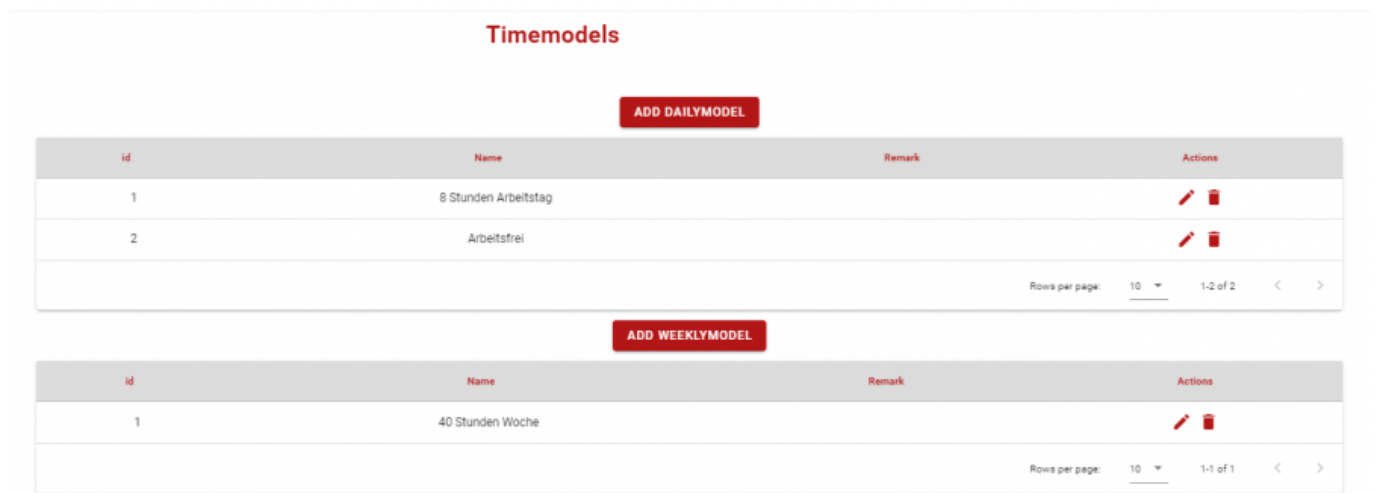 Timemodels
ADD DAILYMODEL
id Name Remark Actions
1 8 Stunden Arbeitstag
2 Arbeitsfrei
Rows per page: 10 1-2 of 2
ADD WEEKLYMODEL
id Name Remark Actions
1 40 Stunden Woche
Rows per page: 10 1-1 of 1